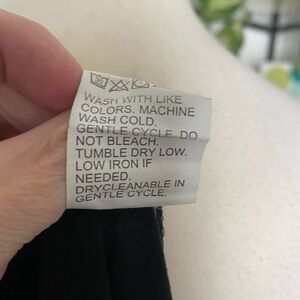 WASH WITH LIKE
COLORS. MACHINE
WASH COLD.
GENTLE CYCLE. DO
NOT BLEACH.
TUMBLE DRY LOW.
LOW IRON IF
NEEDED.
DRYCLEANABLE IN
GENTLE CYCLE.